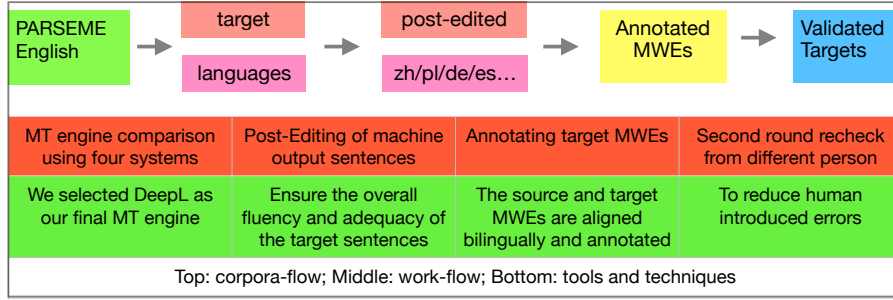 PARSEME
English
target
languages
post-edited
zh/pl/de/es...
Annotated
MWEs
Validated
Targets
MT engine comparison
using four systems
Post-Editing of machine
output sentences
Annotating target MWEs
Second round recheck
from different person
We selected DeepL as
our final MT engine
Ensure the overall
fluency and adequacy of
the target sentences
The source and target
MWEs are aligned
bilingually and annotated
To reduce human
introduced errors
Top: corpora-flow; Middle: work-flow; Bottom: tools and techniques